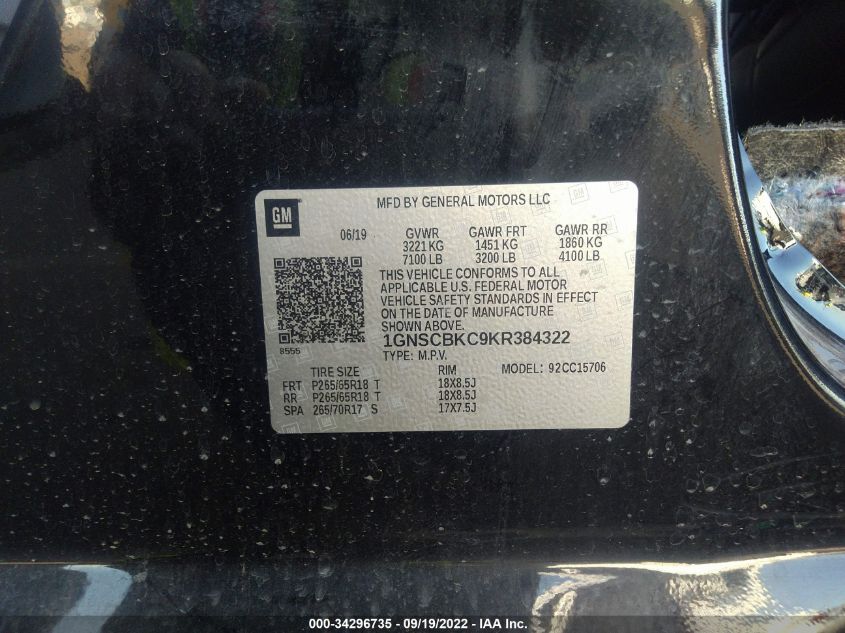 GM
MFD BY GENERAL MOTORS LLC
06/19 GVWR GAWR FRT GAWR RR
3221 KG 1451 KG 1860 KG
7100 LB 3200 LB 4100 LB
THIS VEHICLE CONFORMS TO ALL
APPLICABLE U.S. FEDERAL MOTOR
VEHICLE SAFETY STANDARDS IN EFFECT
ON THE DATE OF MANUFACTURE
SHOWN ABOVE.
8555
1GNSCBKC9KR384322
TYPE: M.P.V.
TIRE SIZE RIM MODEL: 92CC15706
FRT P265/65R18 T 18X8.5J
RR P265/65R18 T 18X8.5J
SPA 265/70R17 S 17X7.5J
000-34296735 - 09/19/2022 - IAA Inc.